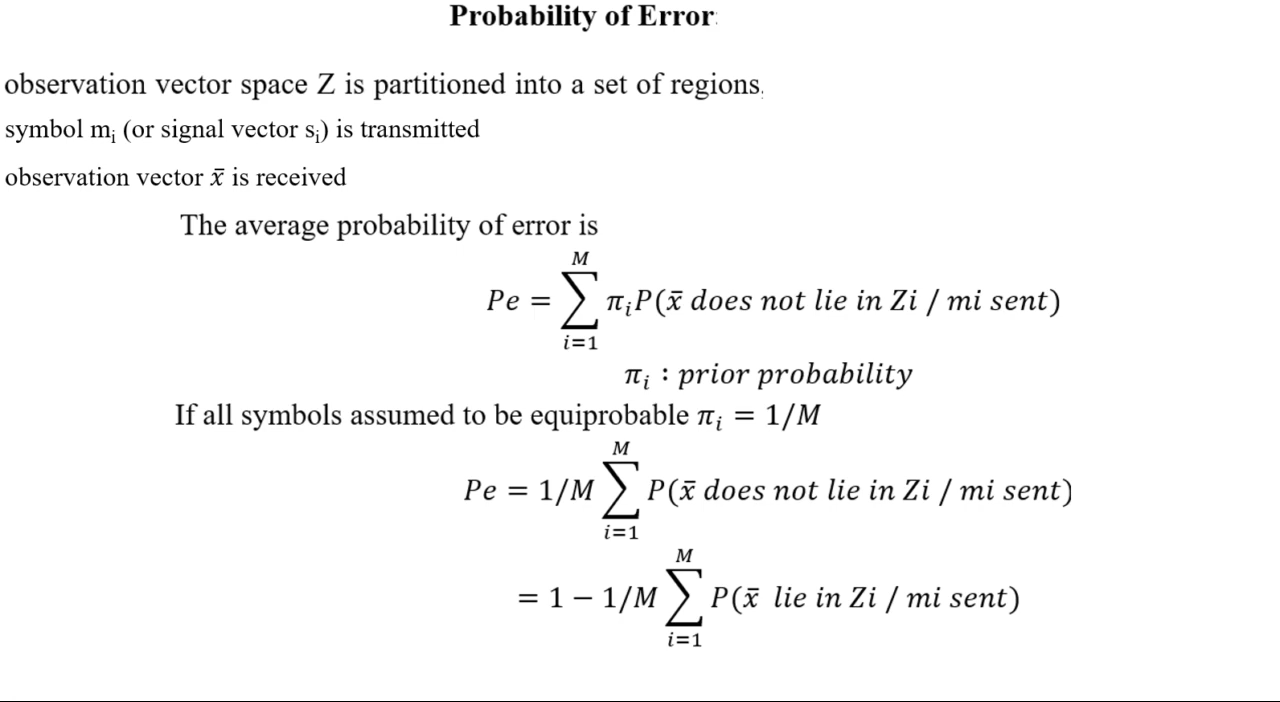 Probability of Error
observation vector space Z is partitioned into a set of regions
symbol mᵢ (or signal vector sᵢ) is transmitted
observation vector x̄ is received
The average probability of error is
Pe = ∑_{i=1}^{M} πᵢP(x̄ does not lie in Zi / mi sent)
πᵢ : prior probability
If all symbols assumed to be equiprobable πᵢ = 1/M
Pe = 1/M ∑_{i=1}^{M} P(x̄ does not lie in Zi / mi sent)
= 1 − 1/M ∑_{i=1}^{M} P(x̄ lie in Zi / mi sent)